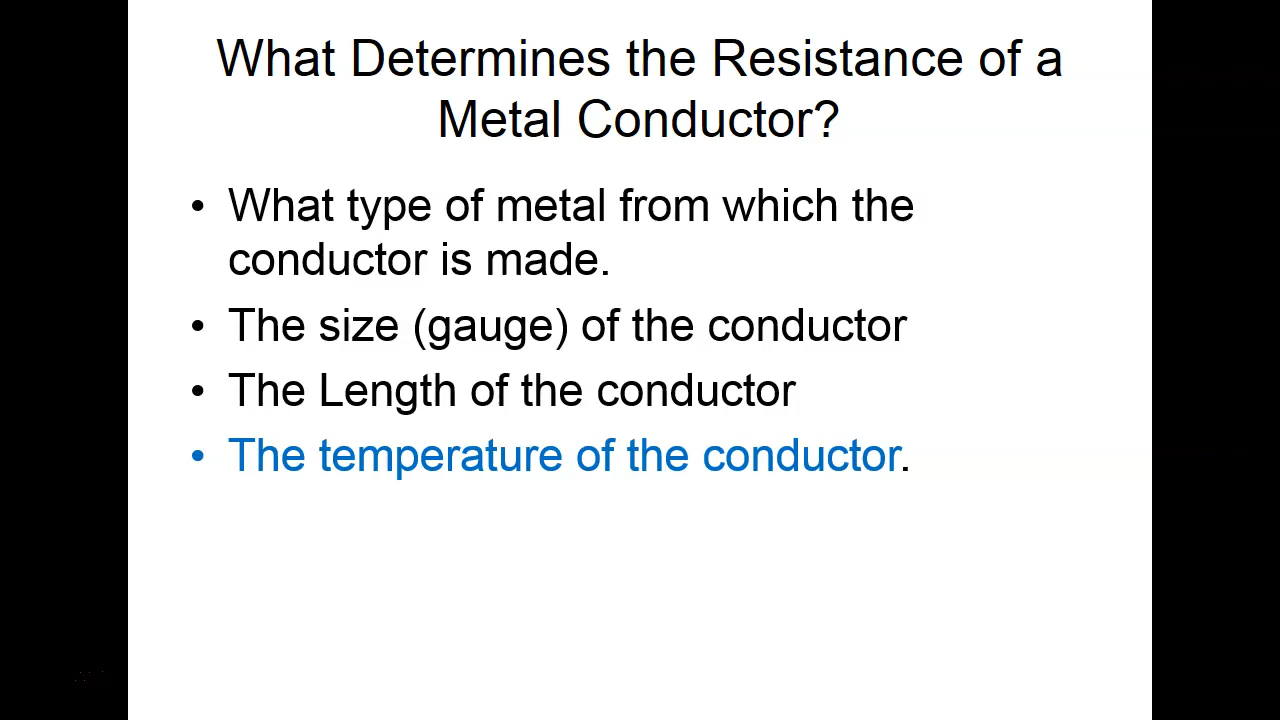 What Determines the Resistance of a
Metal Conductor?
• What type of metal from which the
conductor is made.
• The size (gauge) of the conductor
• The Length of the conductor
• The temperature of the conductor.